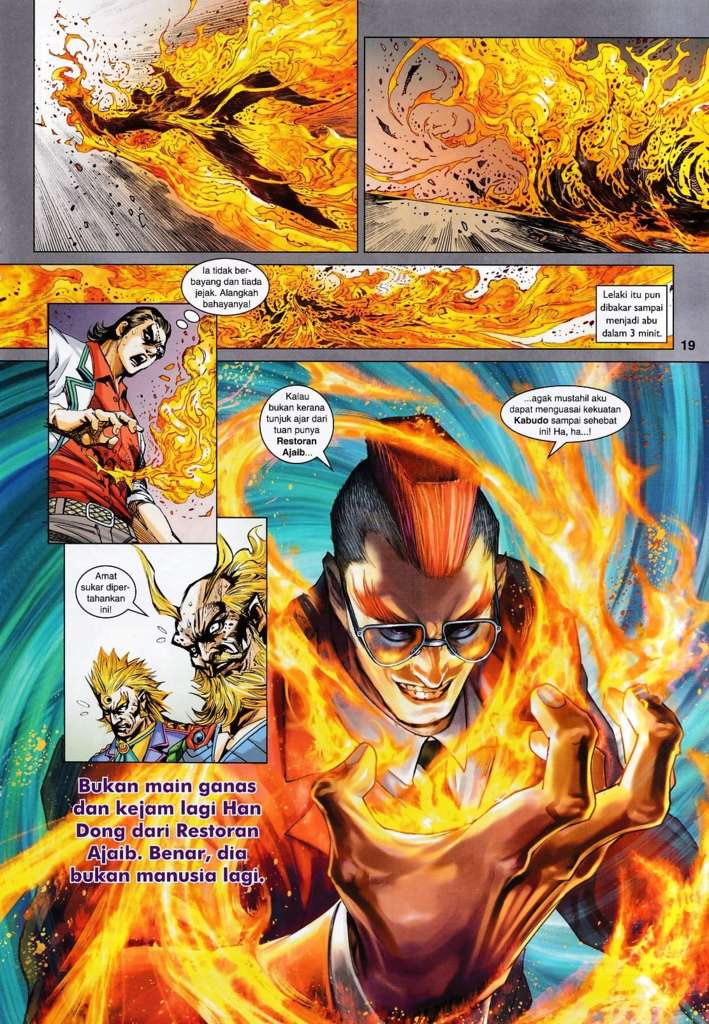 Ia tidak ber-
bayang dan tiada
jejak. Alangkah
bahayanya!
Lelaki itu pun
dibakar sampai
menjadi abu
dalam 3 minit.
19
Kalau
bukan kerana
tunjuk ajar dari
tuan punya
Restoran
Ajaib...
...agak mustahil aku
dapat menguasai kekuatan
Kabudo sampai sehebat
ini! Ha, ha...!
Amat
sukar diper-
tahankan
ini!
Bukan main ganas
dan kejam lagi Han
Dong dari Restoran
Ajaib. Benar, dia
bukan manusia lagi.